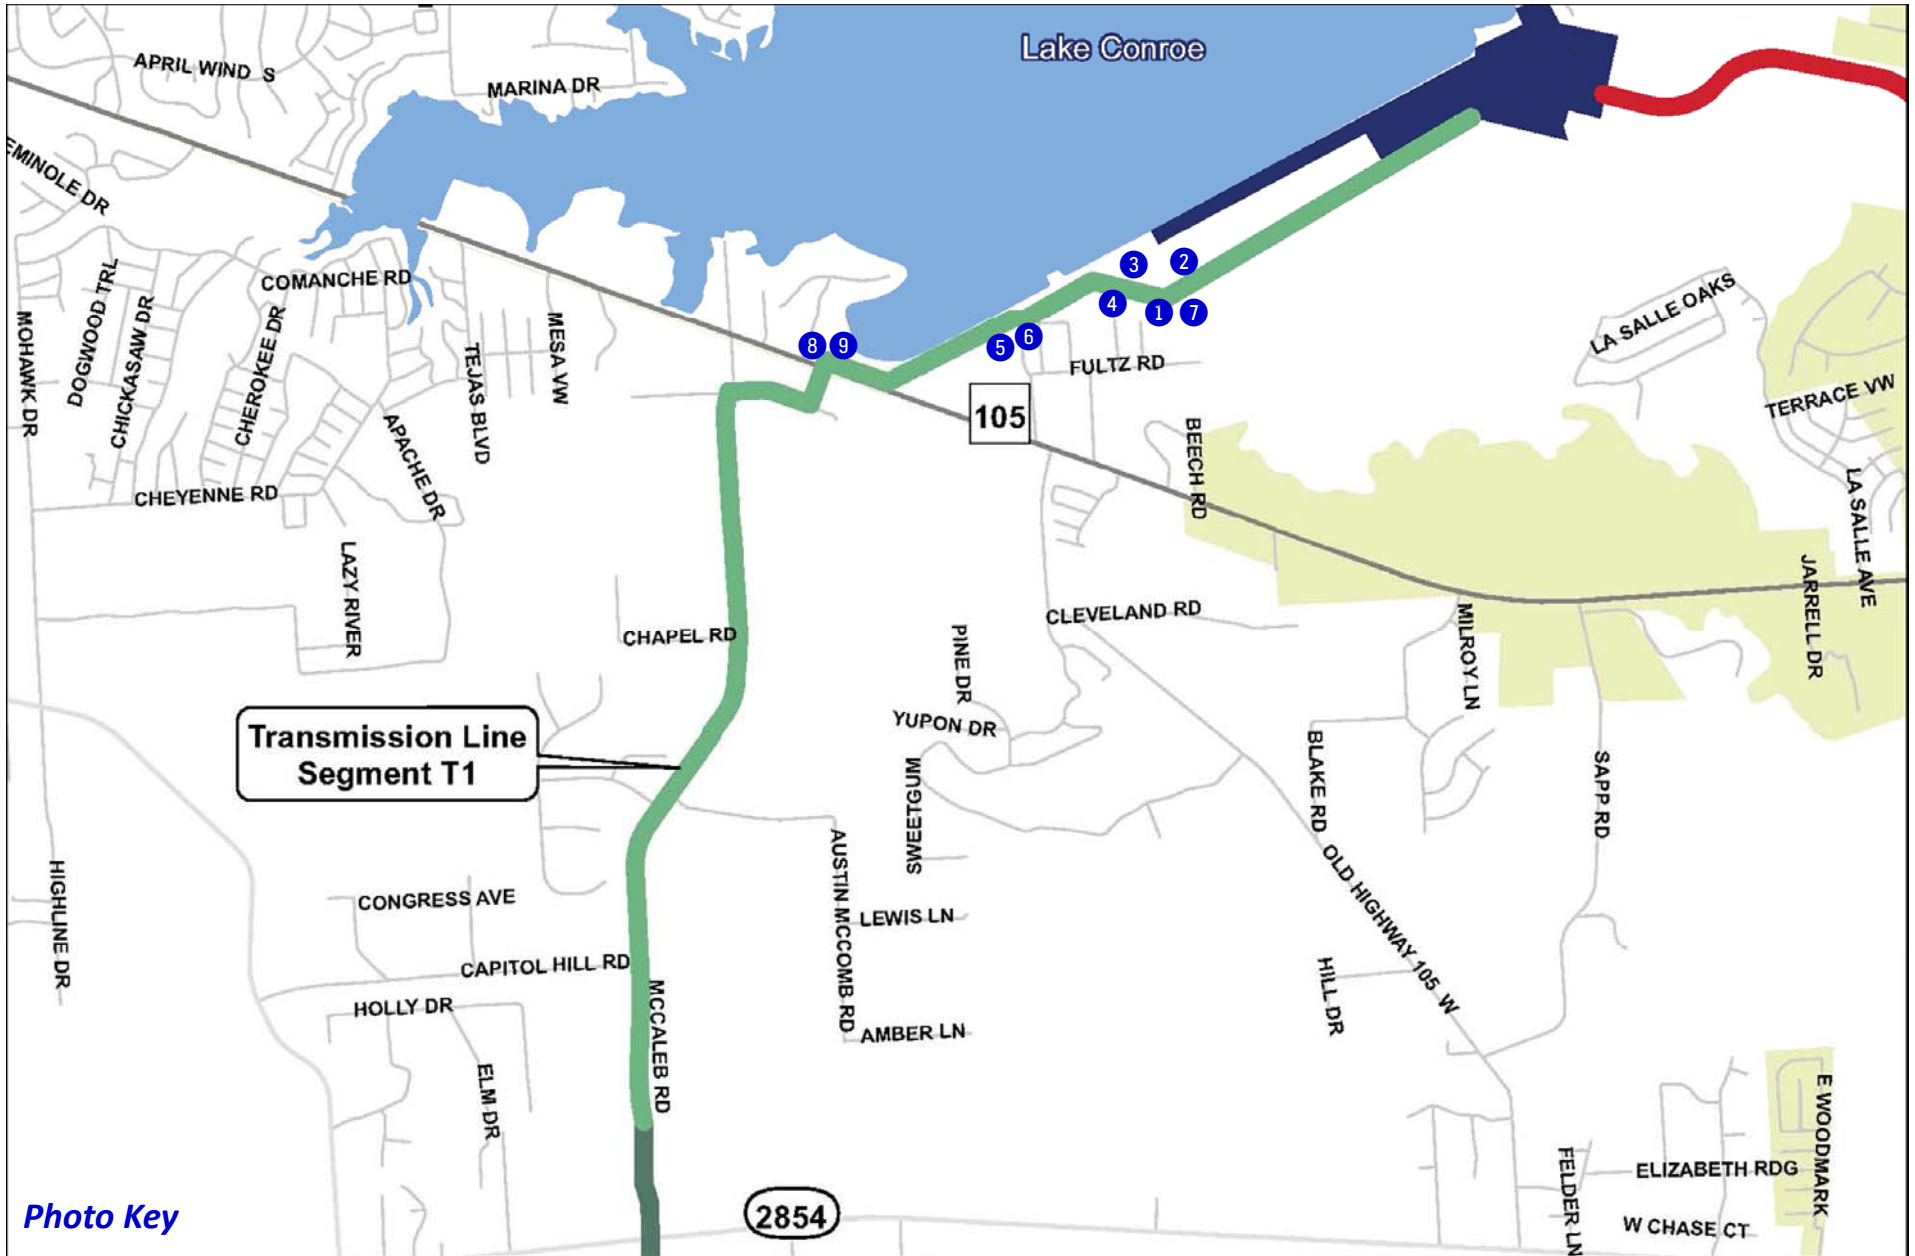 Lake Conroe
APRIL WIND S
MARINA DR
EMINOLE DR
COMANCHE RD
DOGWOOD TRL
CHICKASAW DR
MOHAWK DR
CHEROKEE DR
TEJAS BLVD
MESA VW
APACHE DR
CHEYENNE RD
LAZY RIVER
3
2
4
1
7
5
6
8
9
FULTZ RD
105
LA SALLE OAKS
TERRACE VW
LA SALLE AVE
BEECH RD
JARRELL DR
CHAPEL RD
CLEVELAND RD
PINE DR
YUPON DR
MILROY LN
SWEETGUM
BLAKE RD
SAPP RD
Transmission Line
Segment T1
HIGHLINE DR
CONGRESS AVE
CAPITOL HILL RD
HOLLY DR
ELM DR
MCCALEB RD
AUSTIN MCCOMB RD
LEWIS LN
AMBER LN
OLD HIGHWAY 105 W
HILL DR
E WOODMARK
ELIZABETH RDG
FELDER LN
W CHASE CT
2854
Photo Key